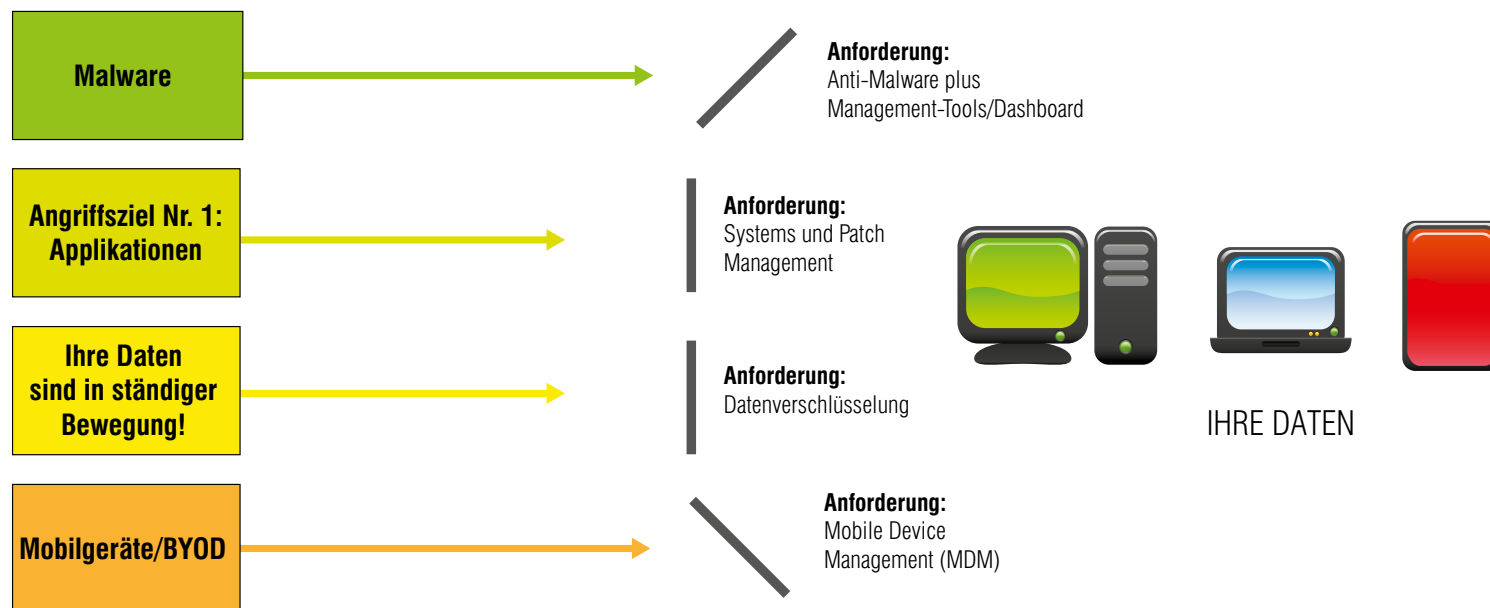 Malware
Anforderung:
Anti-Malware plus
Management-Tools/Dashboard
Angriffsziel Nr. 1:
Applikationen
Anforderung:
Systems und Patch
Management
Ihre Daten
sind in ständiger
Bewegung!
Anforderung:
Datenverschlüsselung
IHRE DATEN
Mobilgeräte/BYOD
Anforderung:
Mobile Device
Management (MDM)